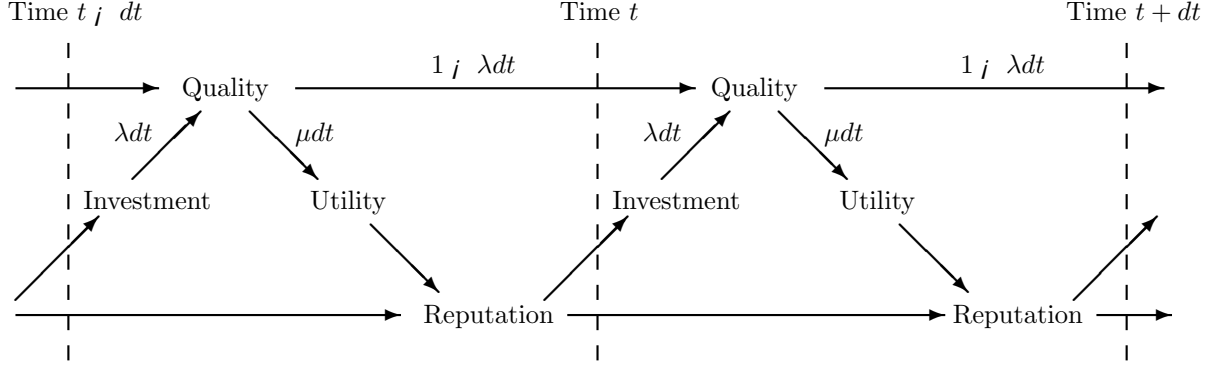 Time t ¡ dt
Time t
Time t + dt
1 ¡ λdt
1 ¡ λdt
Quality
Quality
λdt
μdt
λdt
μdt
Investment
Utility
Investment
Utility
Reputation
Reputation